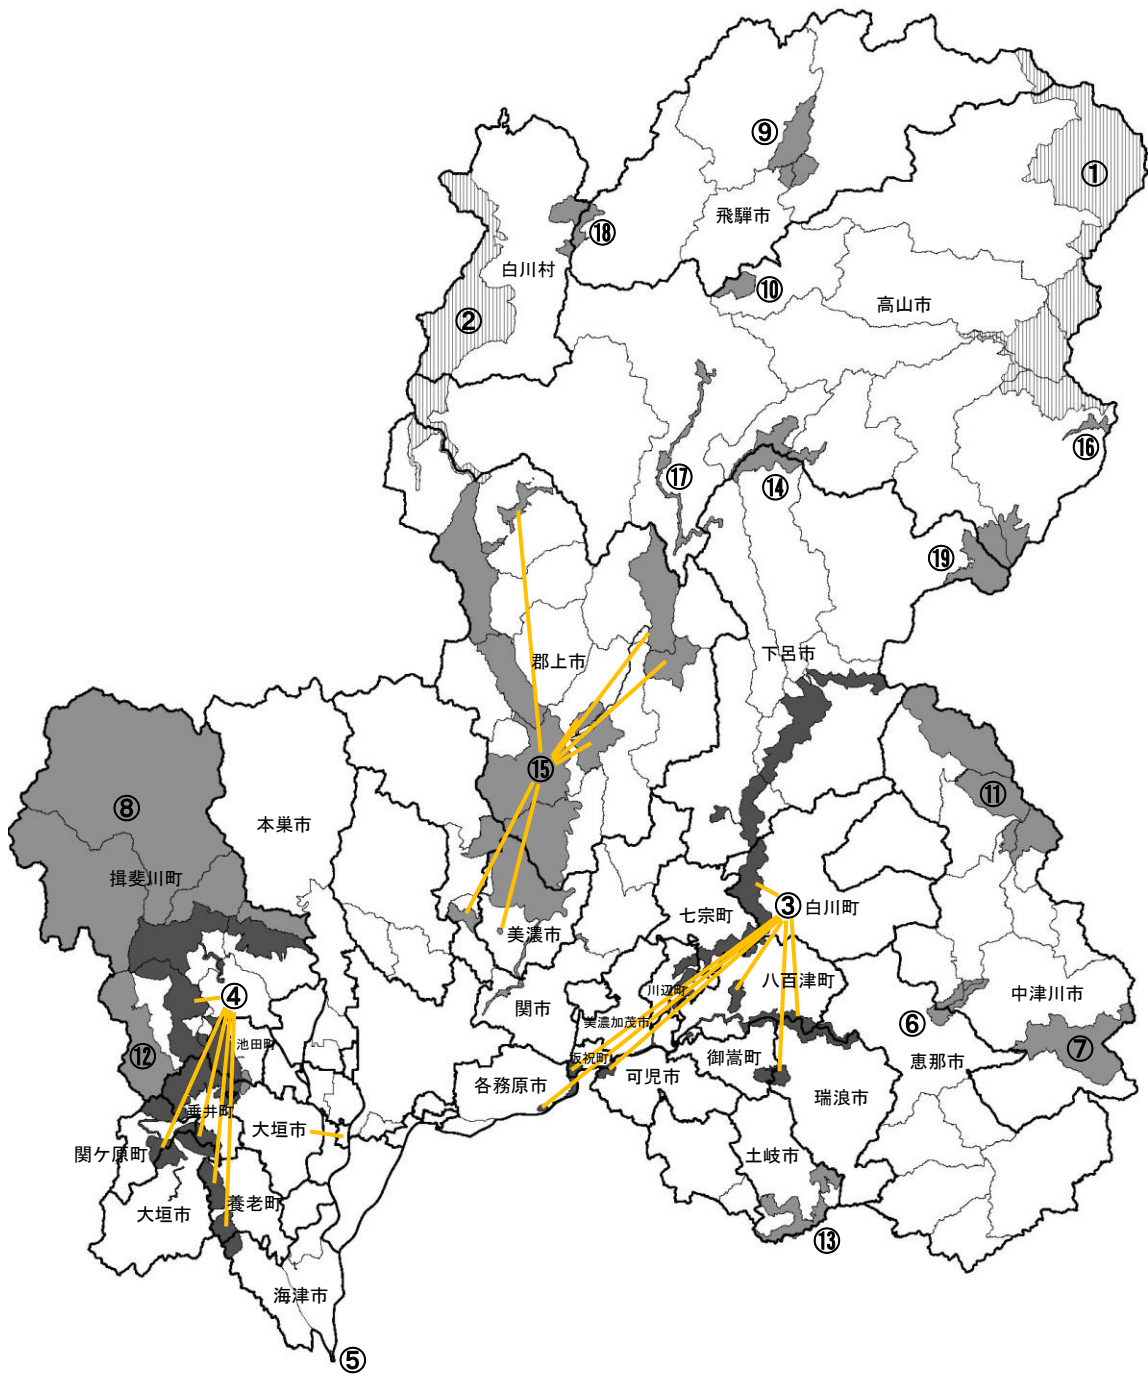 ⑨
①
飛騨市
⑱
白川村
⑩
高山市
②
⑯
⑰
⑭
⑲
郡上市
下呂市
⑮
⑪
⑧
本巣市
揖斐川町
③
白川町
七宗町
美濃市
八百津町
川辺町
④
関市
中津川市
美濃加茂市
⑥
池田町
⑦
⑫
坂祝町
御嵩町
恵那市
各務原市
可児市
瑞浪市
垂井町
大垣市
関ケ原町
土岐市
養老町
大垣市
⑬
海津市
⑤